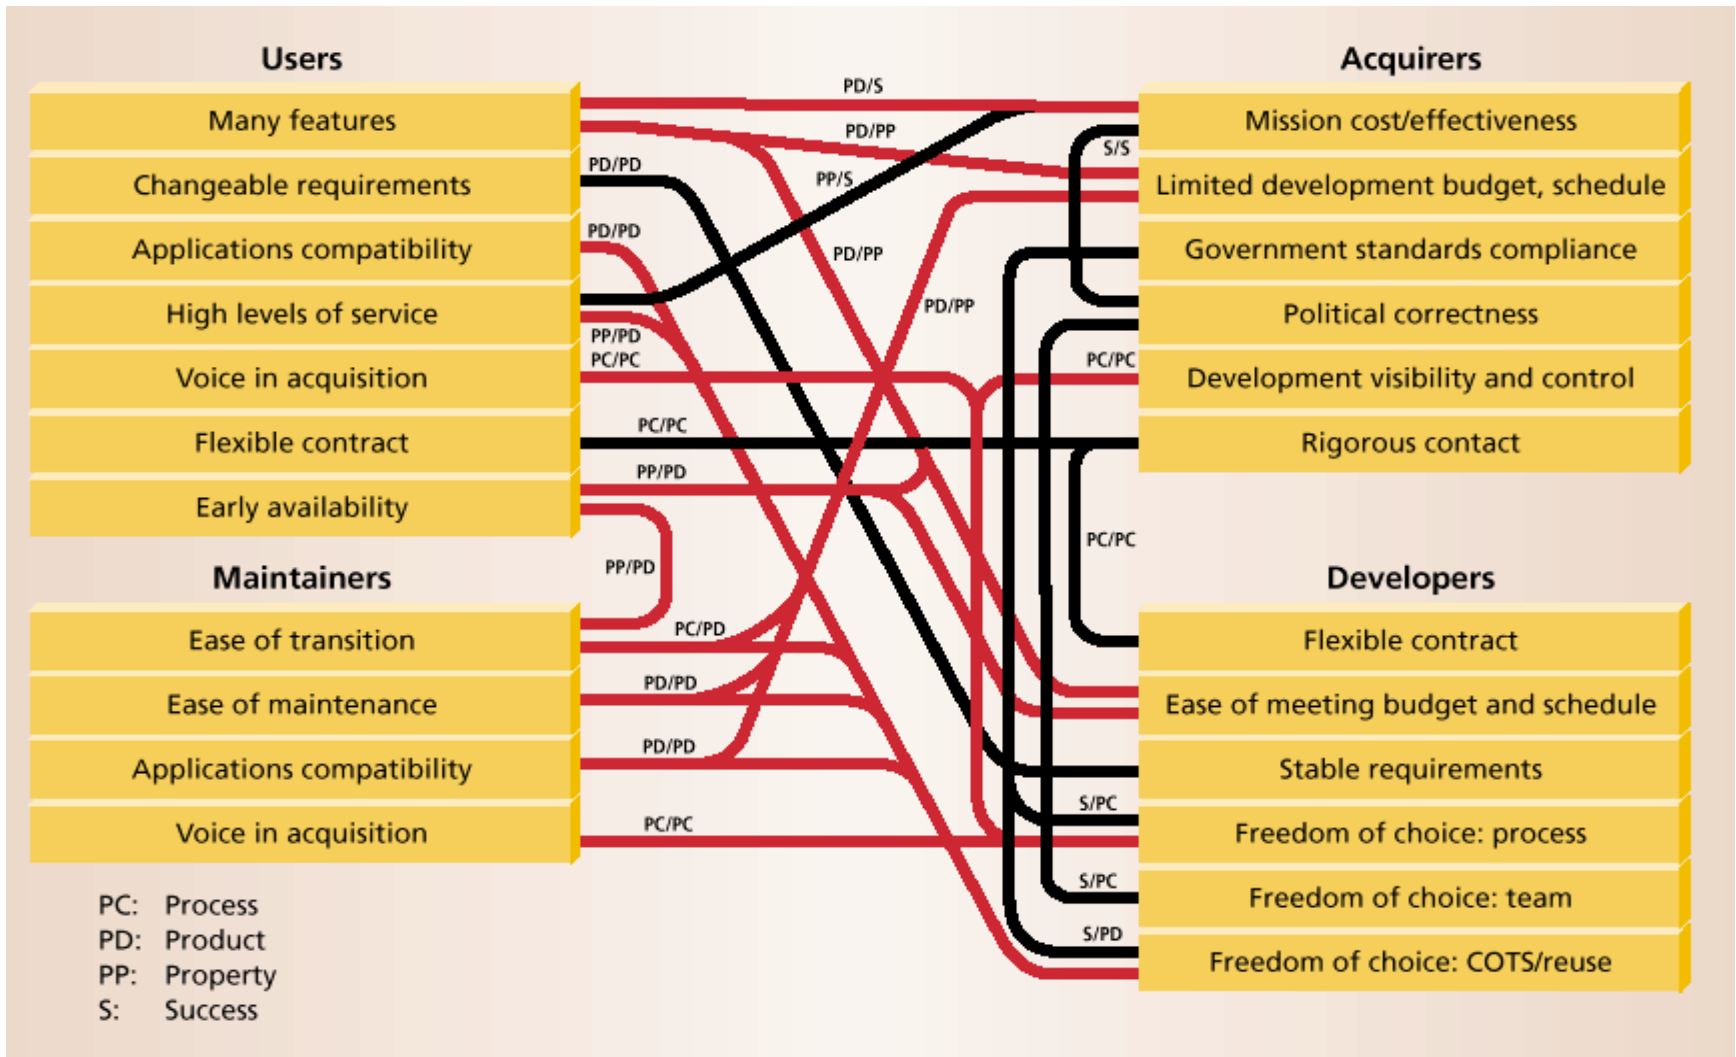 Users
Many features
Changeable requirements
Applications compatibility
High levels of service
Voice in acquisition
Flexible contract
Early availability
Maintainers
Ease of transition
Ease of maintenance
Applications compatibility
Voice in acquisition
PC: Process
PD: Product
PP: Property
S: Success
PD/S
PD/PP
PD/PD
PP/S
PD/PD
PD/PP
PD/PP
PP/PD
PC/PC
PC/PC
PP/PD
PP/PD
PC/PD
PD/PD
PD/PD
PC/PC
S/S
PC/PC
PC/PC
S/PC
S/PC
S/PD
Acquirers
Mission cost/effectiveness
Limited development budget, schedule
Government standards compliance
Political correctness
Development visibility and control
Rigorous contact
Developers
Flexible contract
Ease of meeting budget and schedule
Stable requirements
Freedom of choice: process
Freedom of choice: team
Freedom of choice: COTS/reuse